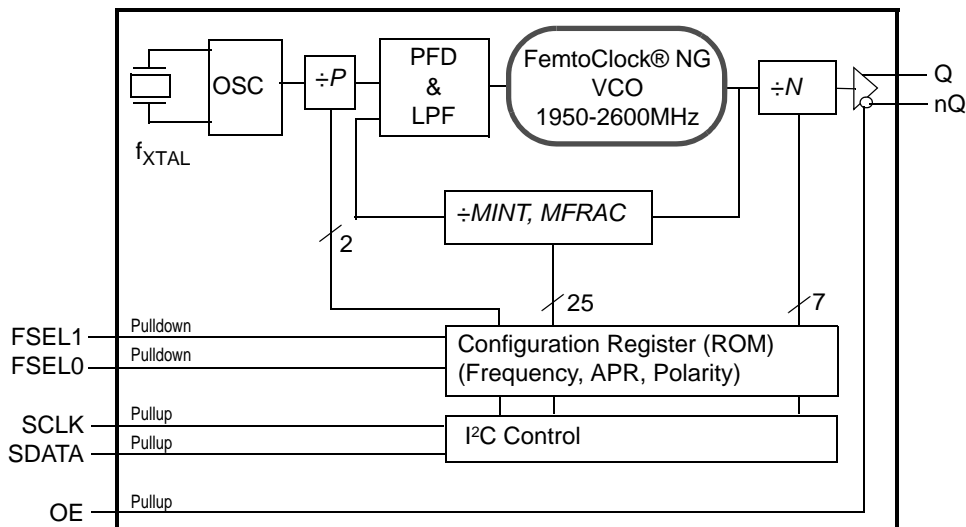 OSC
÷P
PFD
&
LPF
FemtoClock® NG
VCO
1950-2600MHz
÷N
Q
nQ
fXTAL
÷MINT, MFRAC
2
25
7
FSEL1
Pulldown
FSEL0
Pulldown
Configuration Register (ROM)
(Frequency, APR, Polarity)
SCLK
Pullup
SDATA
Pullup
I²C Control
OE
Pullup